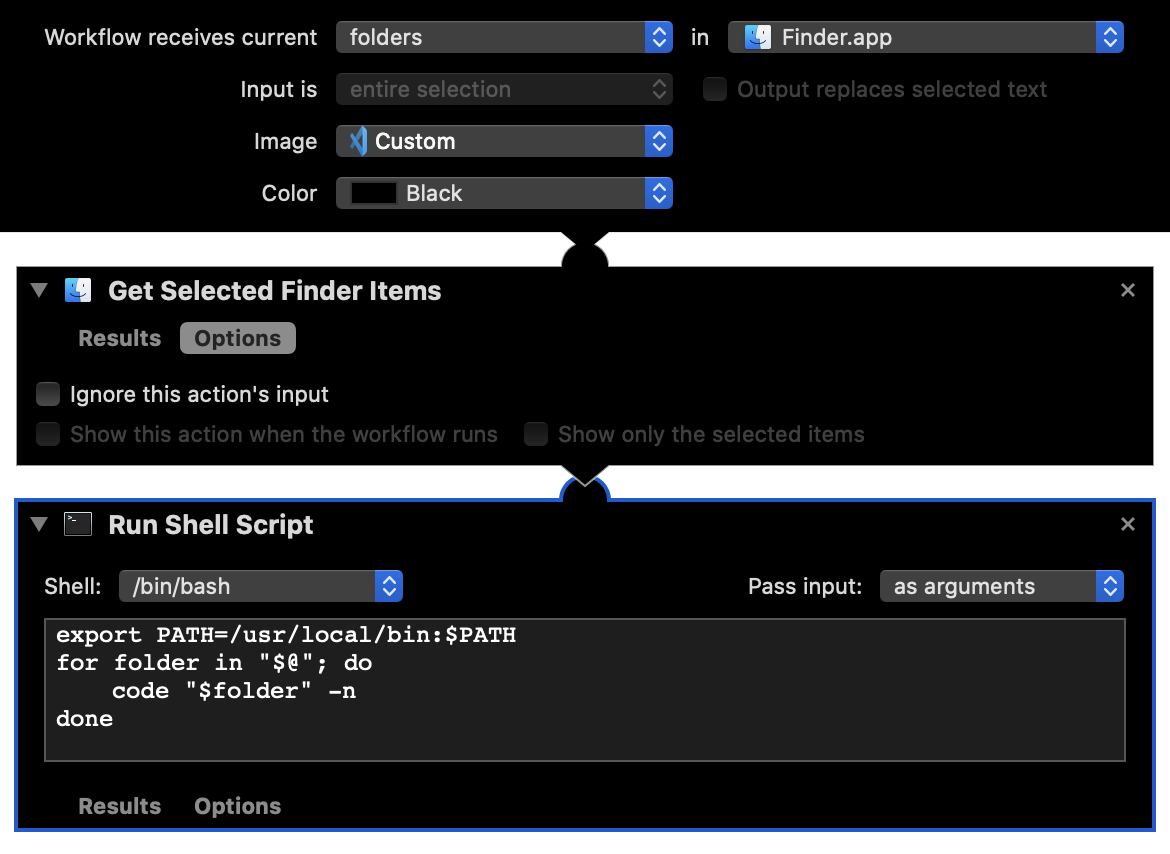 Workflow receives current folders in Finder.app
Input is entire selection Output replaces selected text
Image Custom
Color Black
Get Selected Finder Items
Results Options
Ignore this action's input
Show this action when the workflow runs Show only the selected items
Run Shell Script
Shell: /bin/bash Pass input: as arguments
export PATH=/usr/local/bin:$PATH
for folder in "$@"; do
    code "$folder" -n
done
Results Options